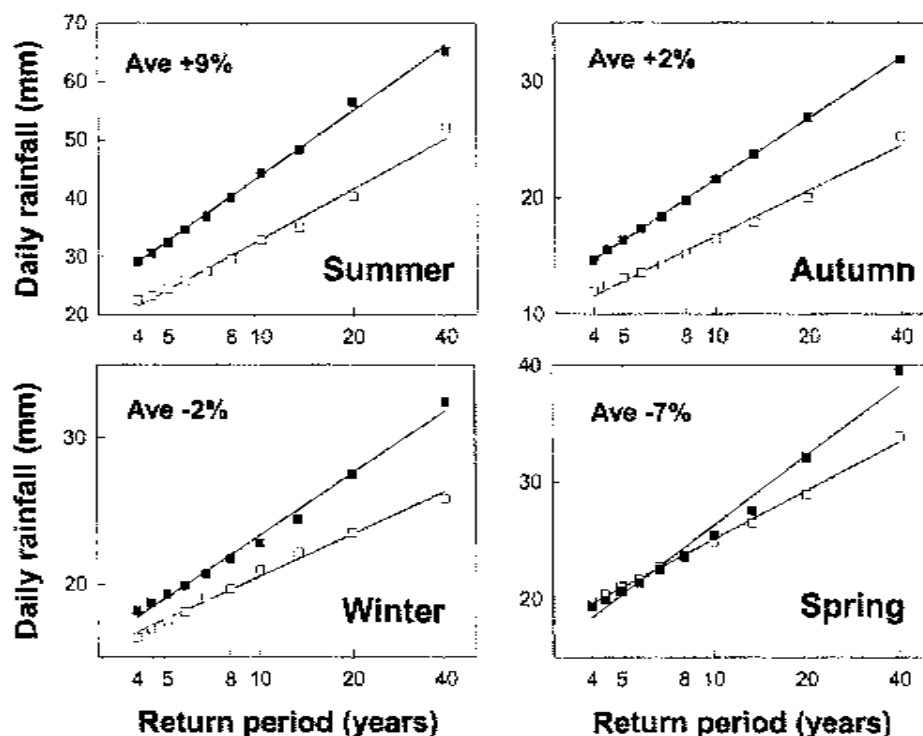 Daily rainfall (mm)
70
60
50
40
30
20
Ave +9%
Summer
4 5 8 10 20 40
30
20
10
Ave +2%
Autumn
4 5 8 10 20 40
Daily rainfall (mm)
30
20
Ave -2%
Winter
4 5 8 10 20 40
Return period (years)
40
30
20
Ave -7%
Spring
4 5 8 10 20 40
Return period (years)